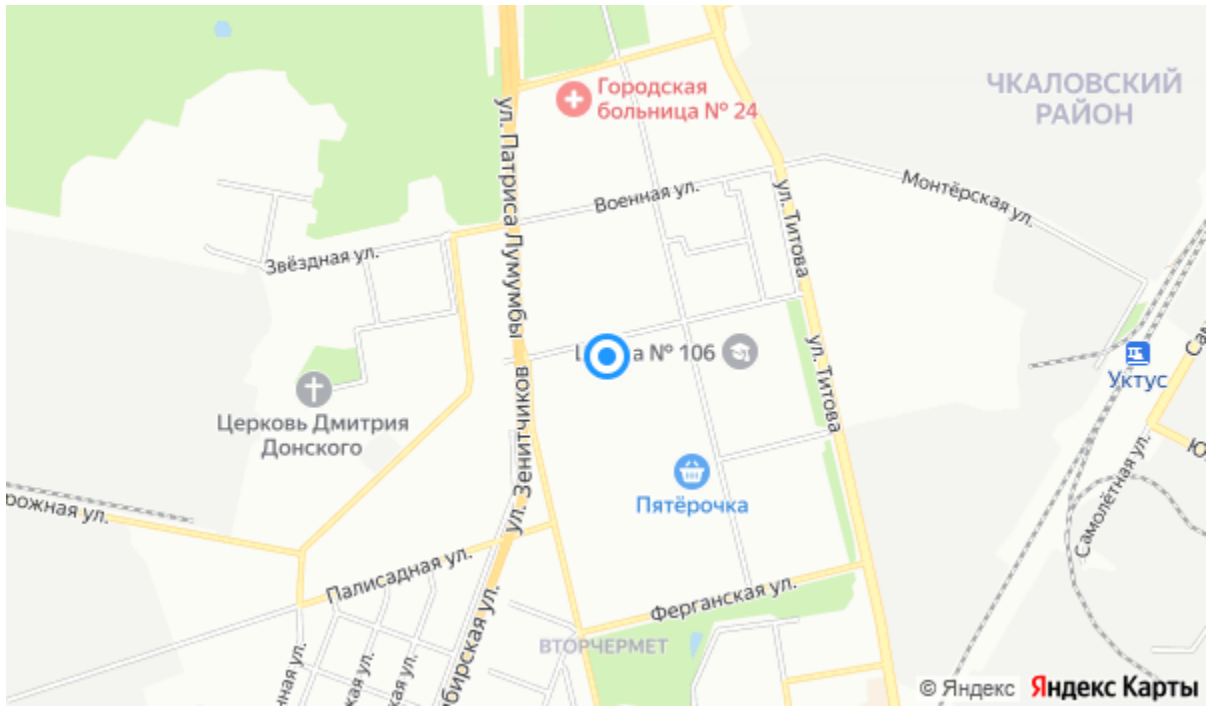 Городская
больница № 24
ЧКАЛОВСКИЙ
РАЙОН
ул. Патриса Лумумбы
Военная ул.
ул. Титова
Монтёрская ул.
Звёздная ул.
а № 106
ул. Титова
Уктус
Церковь Дмитрия
Донского
ул. Зенитчиков
Пятёрочка
Самолётная ул.
Палисадная ул.
Ферганская ул.
ВТОРЧЕРМЕТ
© Яндекс Яндекс Карты